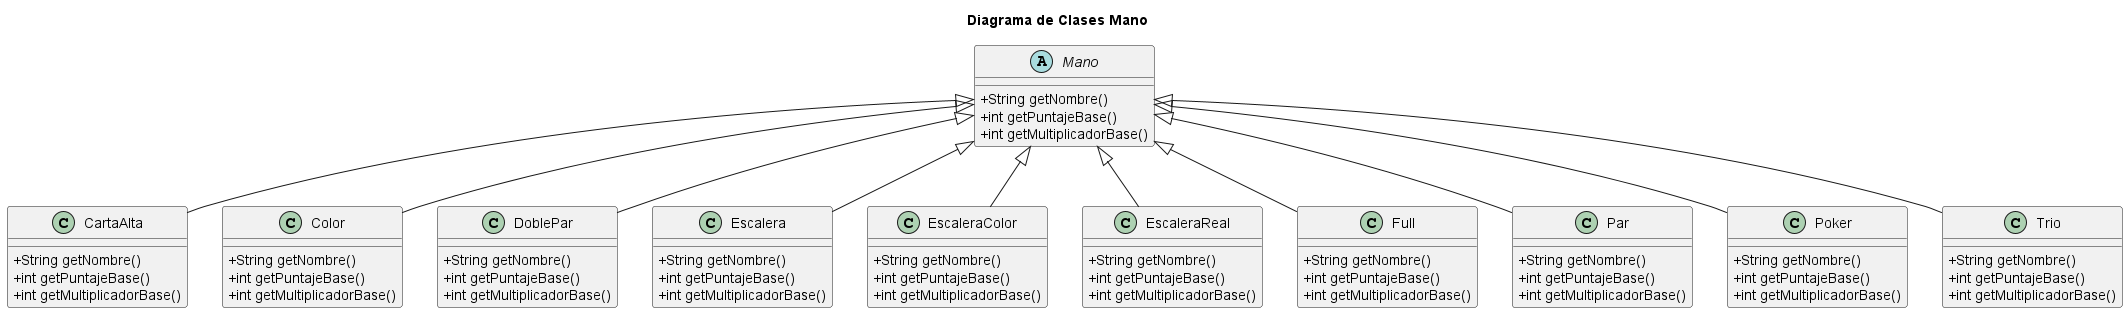 Diagrama de Clases Mano
A Mano
+String getNombre()
+int getPuntajeBase()
+int getMultiplicadorBase()
C CartaAlta
+String getNombre()
+int getPuntajeBase()
+int getMultiplicadorBase()
C Color
+String getNombre()
+int getPuntajeBase()
+int getMultiplicadorBase()
C DoblePar
+String getNombre()
+int getPuntajeBase()
+int getMultiplicadorBase()
C Escalera
+String getNombre()
+int getPuntajeBase()
+int getMultiplicadorBase()
C EscaleraColor
+String getNombre()
+int getPuntajeBase()
+int getMultiplicadorBase()
C EscaleraReal
+String getNombre()
+int getPuntajeBase()
+int getMultiplicadorBase()
C Full
+String getNombre()
+int getPuntajeBase()
+int getMultiplicadorBase()
C Par
+String getNombre()
+int getPuntajeBase()
+int getMultiplicadorBase()
C Poker
+String getNombre()
+int getPuntajeBase()
+int getMultiplicadorBase()
C Trio
+String getNombre()
+int getPuntajeBase()
+int getMultiplicadorBase()